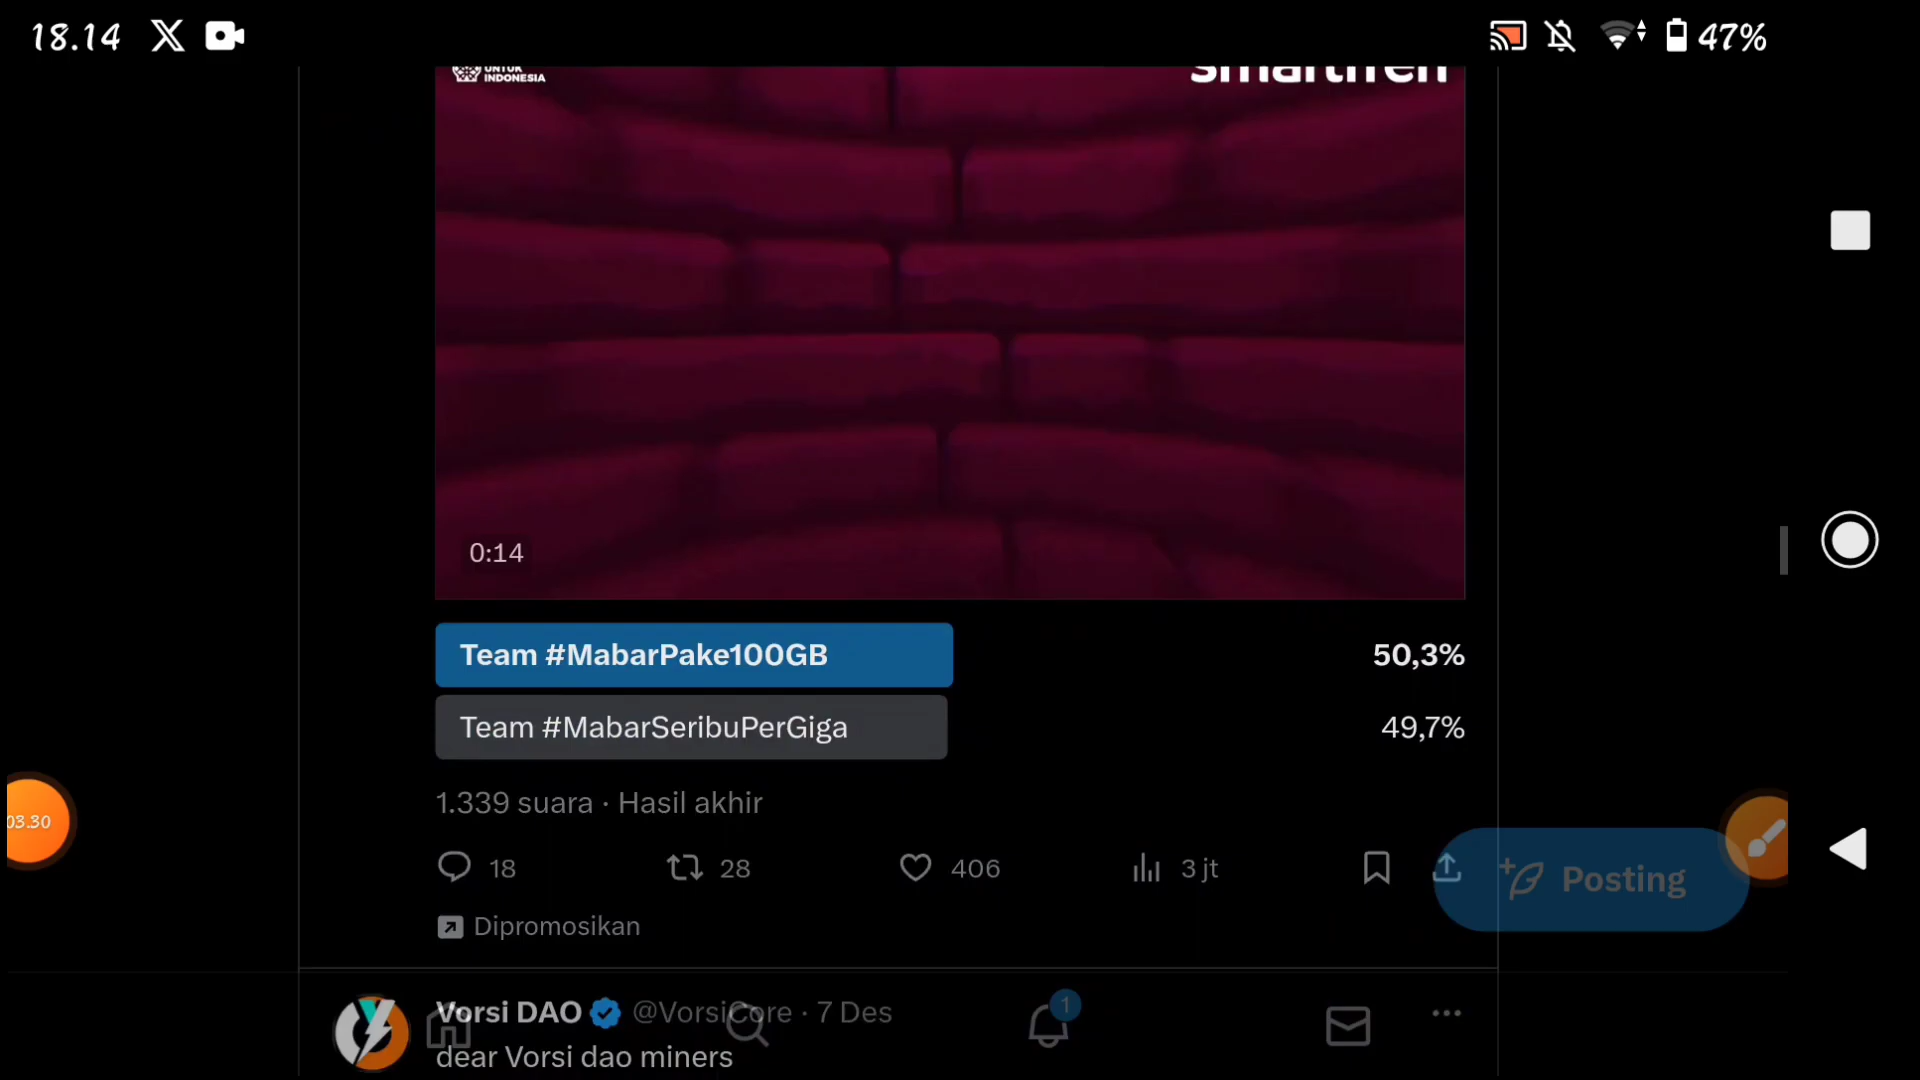 18.14
47%
UNTUK
INDONESIA
smartfren
0:14
Team #MabarPake100GB 50,3%
Team #MabarSeribuPerGiga 49,7%
1.339 suara · Hasil akhir
18 28 406 3 jt
Posting
03.30
Dipromosikan
Vorsi DAO @VorsiCore · 7 Des
1
dear Vorsi dao miners